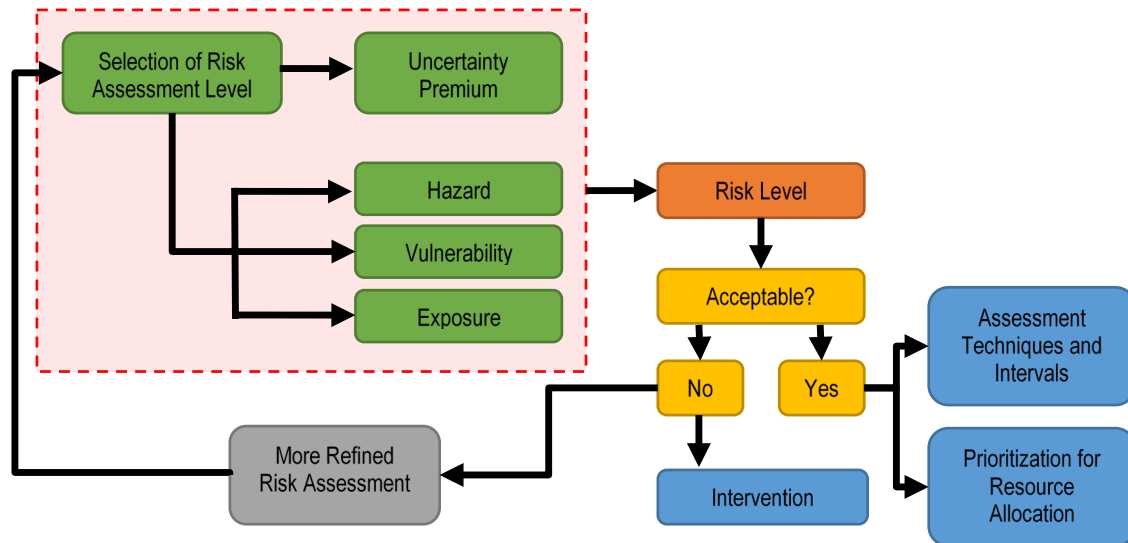 Selection of Risk
Assessment Level
Uncertainty
Premium
Hazard
Vulnerability
Exposure
Risk Level
Acceptable?
No
Yes
Assessment
Techniques and
Intervals
More Refined
Risk Assessment
Intervention
Prioritization for
Resource
Allocation